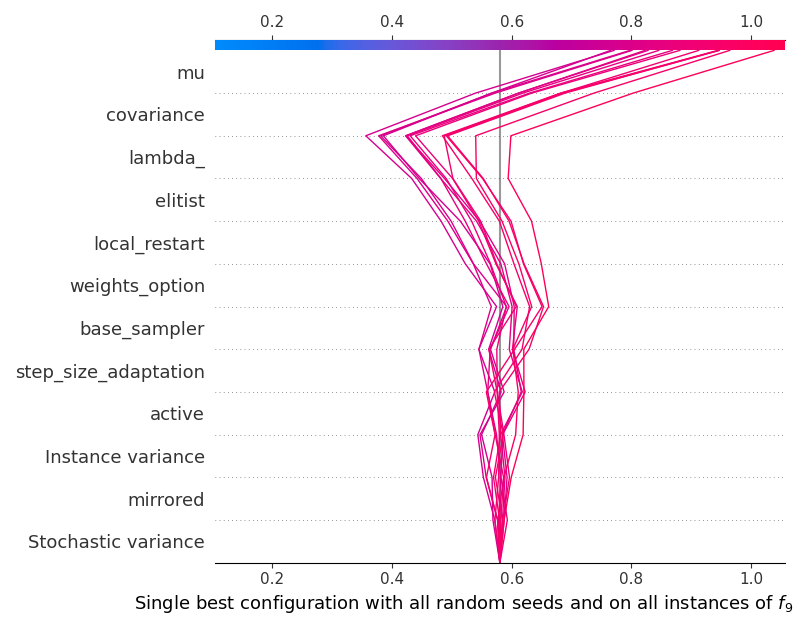 0.2 0.4 0.6 0.8 1.0
mu
covariance
lambda_
elitist
local_restart
weights_option
base_sampler
step_size_adaptation
active
Instance variance
mirrored
Stochastic variance
0.2 0.4 0.6 0.8 1.0
Single best configuration with all random seeds and on all instances of f₉